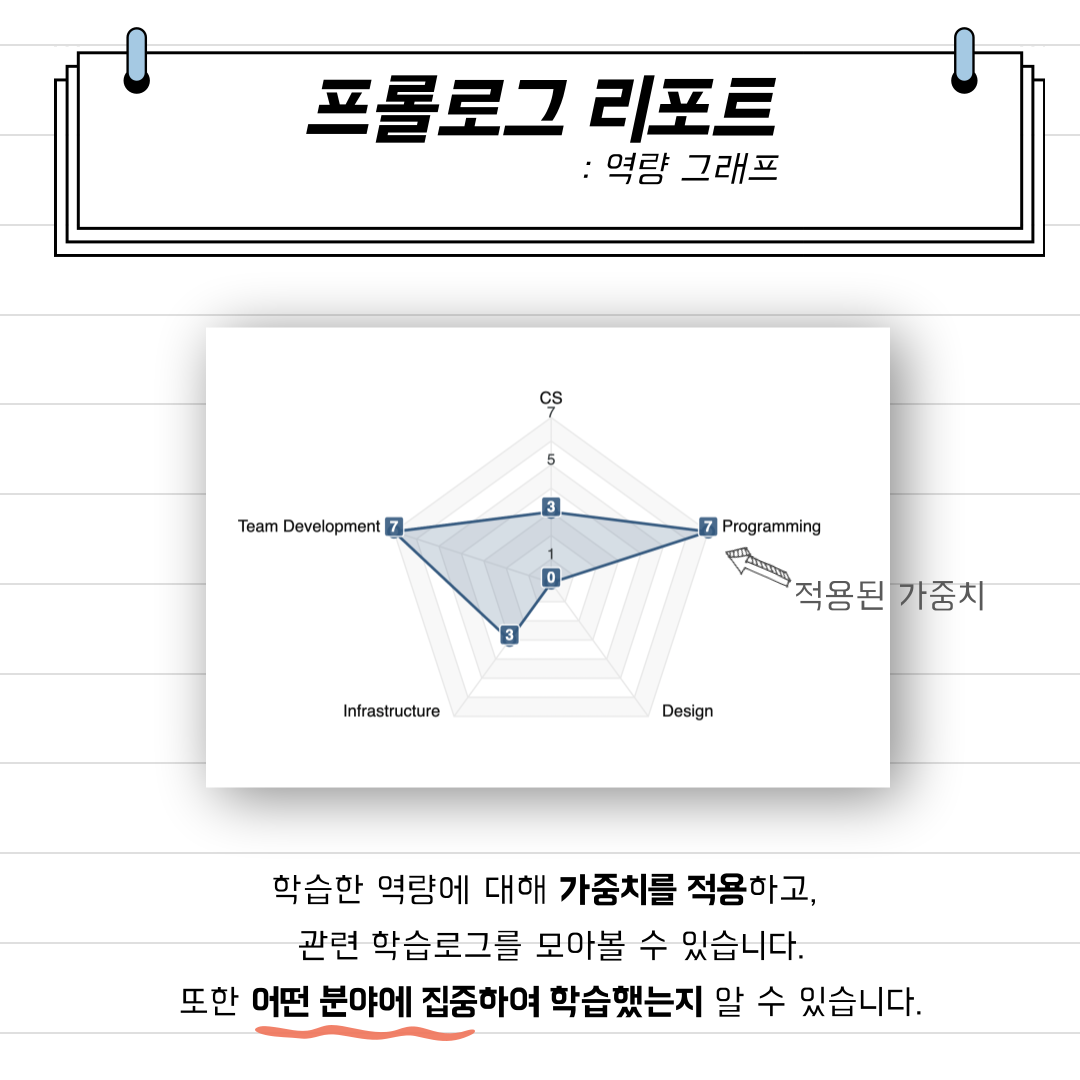 프롤로그 리포트
: 역량 그래프
CS
7
5
3
1
0
Team Development 7
7 Programming
적용된 가중치
3
Infrastructure
Design
학습한 역량에 대해 가중치를 적용하고,
관련 학습로그를 모아볼 수 있습니다.
또한 어떤 분야에 집중하여 학습했는지 알 수 있습니다.